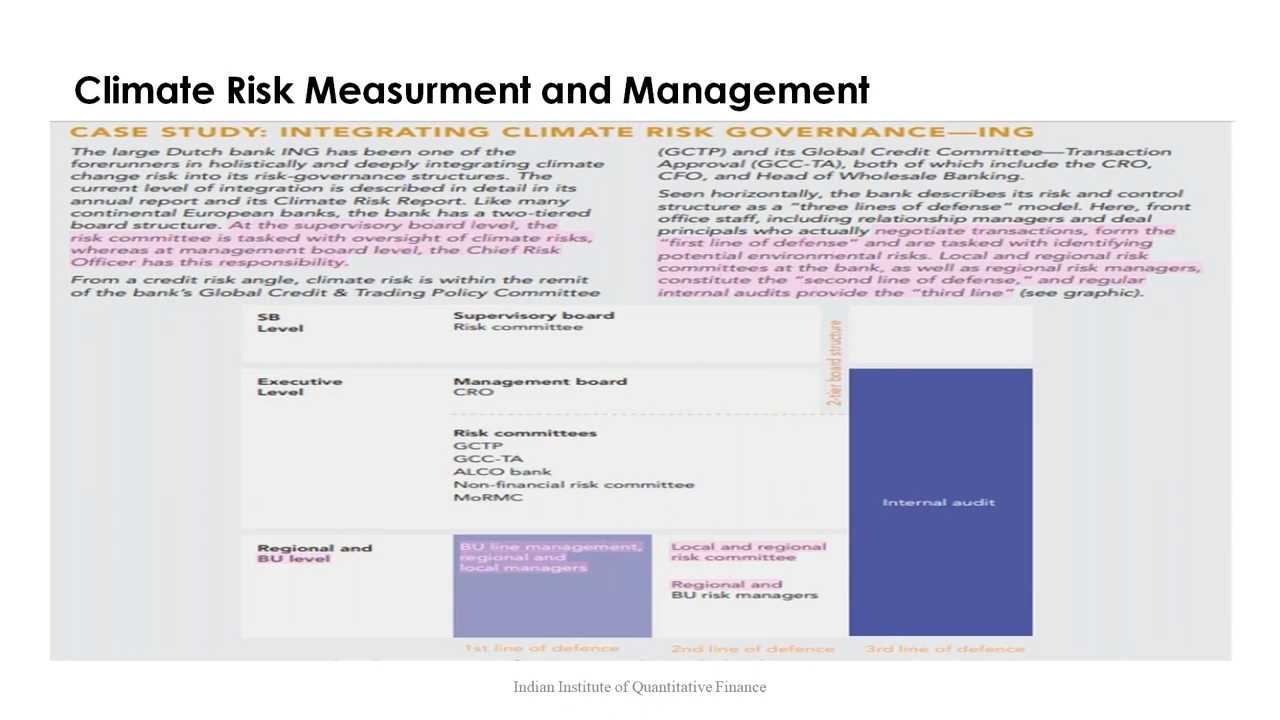 Climate Risk Measurment and Management
CASE STUDY: INTEGRATING CLIMATE RISK GOVERNANCE—ING
The large Dutch bank ING has been one of the
forerunners in holistically and deeply integrating climate
change risk into its risk-governance structures. The
current level of integration is described in detail in its
annual report and its Climate Risk Report. Like many
continental European banks, the bank has a two-tiered
board structure. At the supervisory board level, the
risk committee is tasked with oversight of climate risks,
whereas at management board level, the Chief Risk
Officer has this responsibility.
From a credit risk angle, climate risk is within the remit
of the bank's Global Credit & Trading Policy Committee
(GCTP) and its Global Credit Committee—Transaction
Approval (GCC-TA), both of which include the CRO,
CFO, and Head of Wholesale Banking.
Seen horizontally, the bank describes its risk and control
structure as a "three lines of defense" model. Here, front
office staff, including relationship managers and deal
principals who actually negotiate transactions, form the
"first line of defense" and are tasked with identifying
potential environmental risks. Local and regional risk
committees at the bank, as well as regional risk managers,
constitute the "second line of defense," and regular
internal audits provide the "third line" (see graphic).
SB
Level
Supervisory board
Risk committee
2-tier board structure
Executive
Level
Management board
CRO
Risk committees
GCTP
GCC-TA
ALCO bank
Non-financial risk committee
MoRMC
Internal audit
Regional and
BU level
BU line management,
regional and
local managers
Local and regional
risk committee
Regional and
BU risk managers
1st line of defence
2nd line of defence
3rd line of defence
Indian Institute of Quantitative Finance